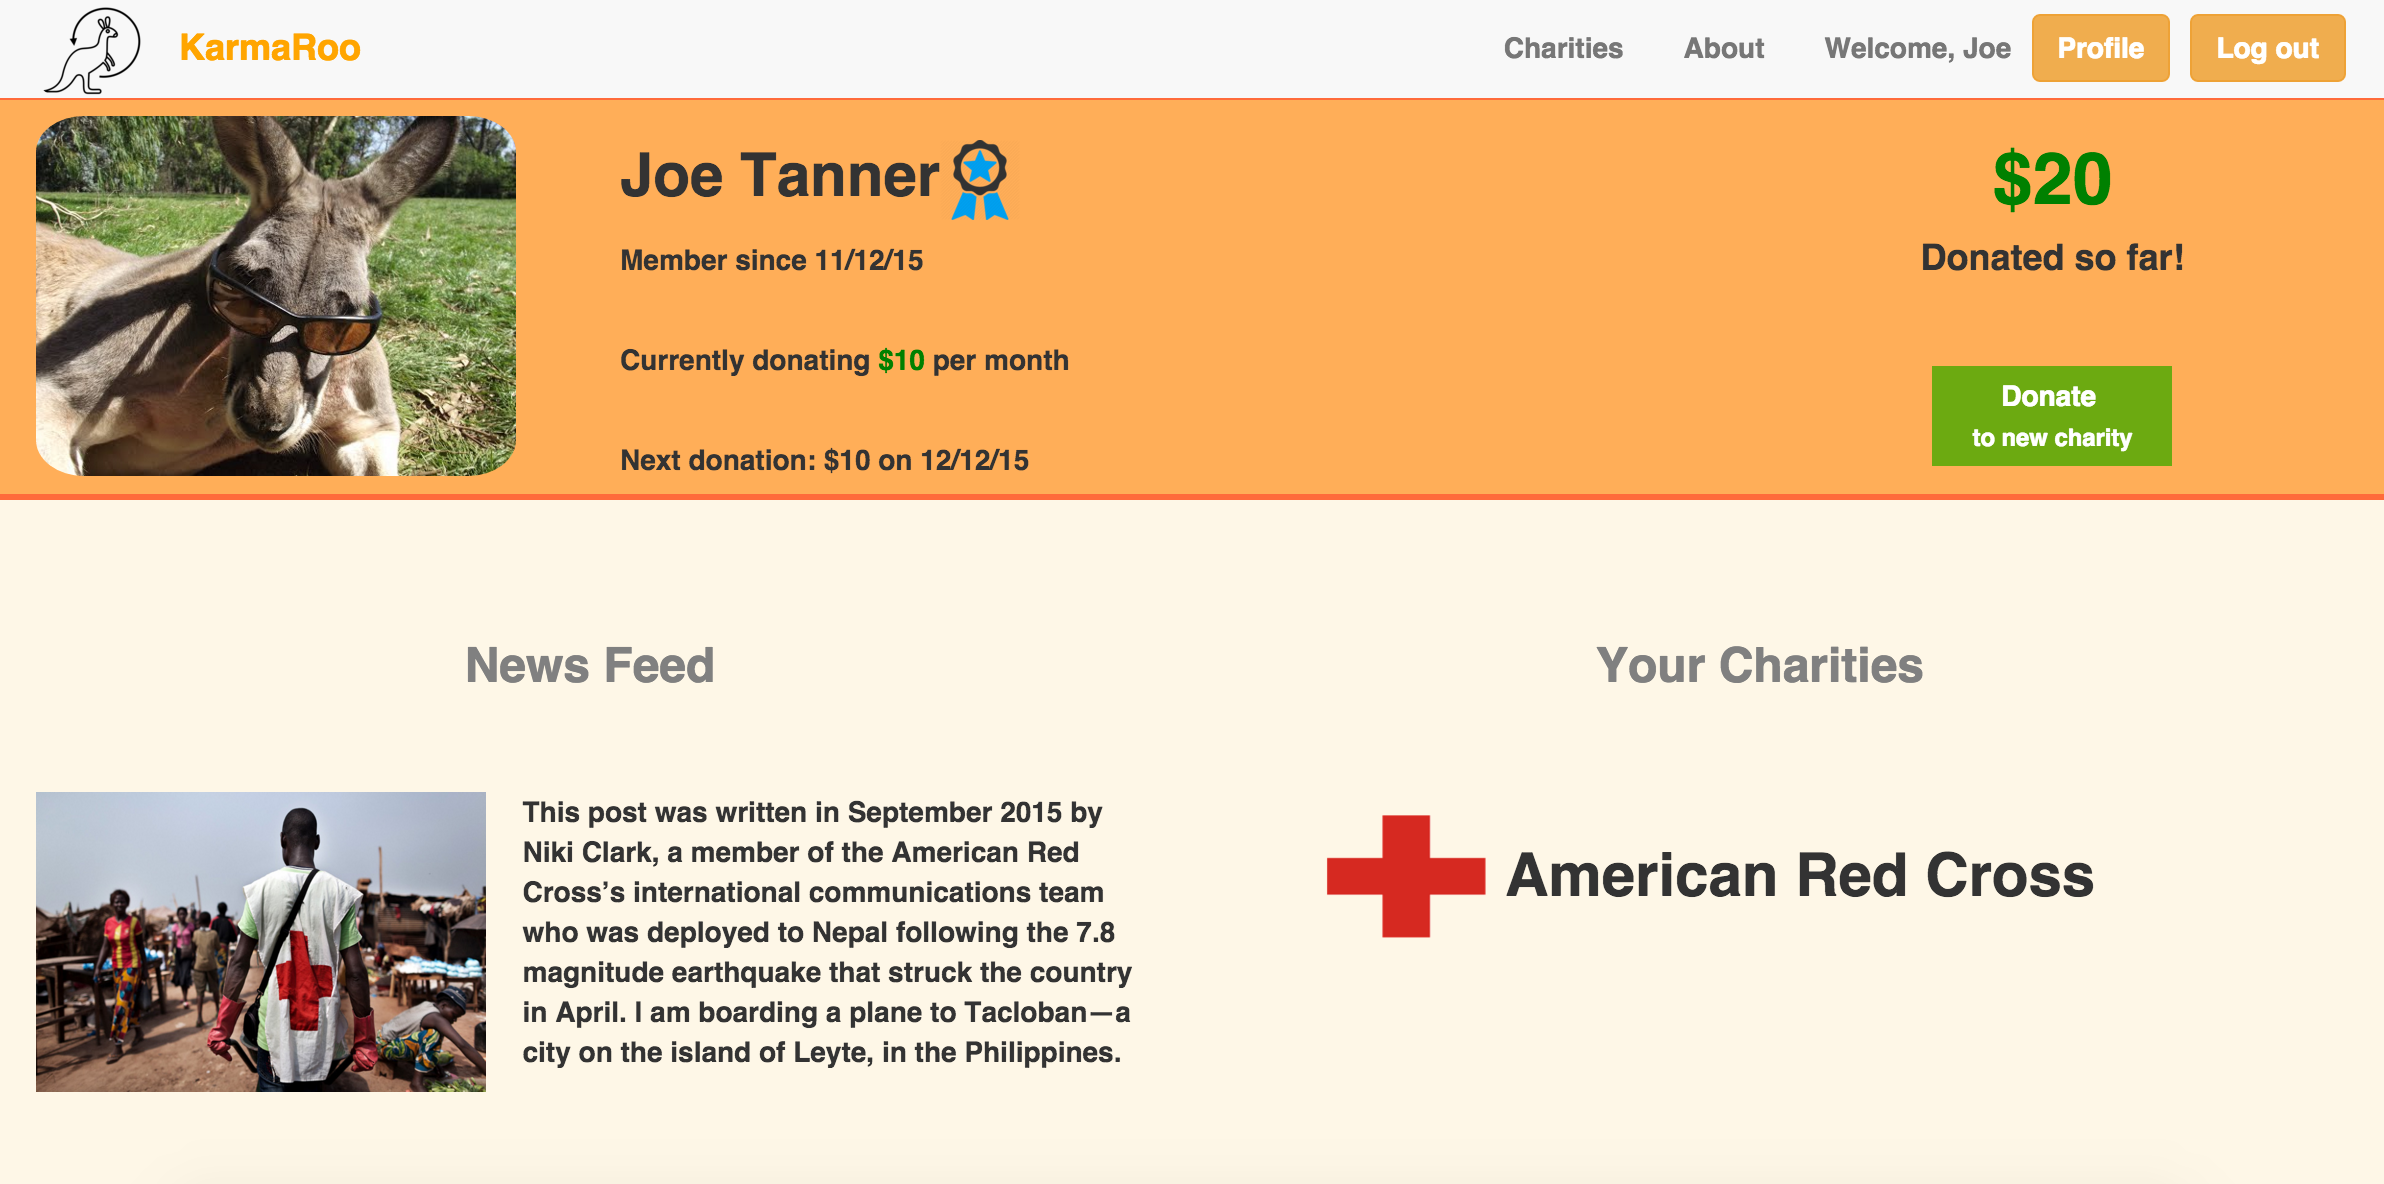 KarmaRoo
Charities
About
Welcome, Joe
Profile
Log out
Joe Tanner
Member since 11/12/15
Currently donating $10 per month
Next donation: $10 on 12/12/15
$20
Donated so far!
Donate
to new charity
News Feed
This post was written in September 2015 by
Niki Clark, a member of the American Red
Cross’s international communications team
who was deployed to Nepal following the 7.8
magnitude earthquake that struck the country
in April. I am boarding a plane to Tacloban—a
city on the island of Leyte, in the Philippines.
Your Charities
American Red Cross